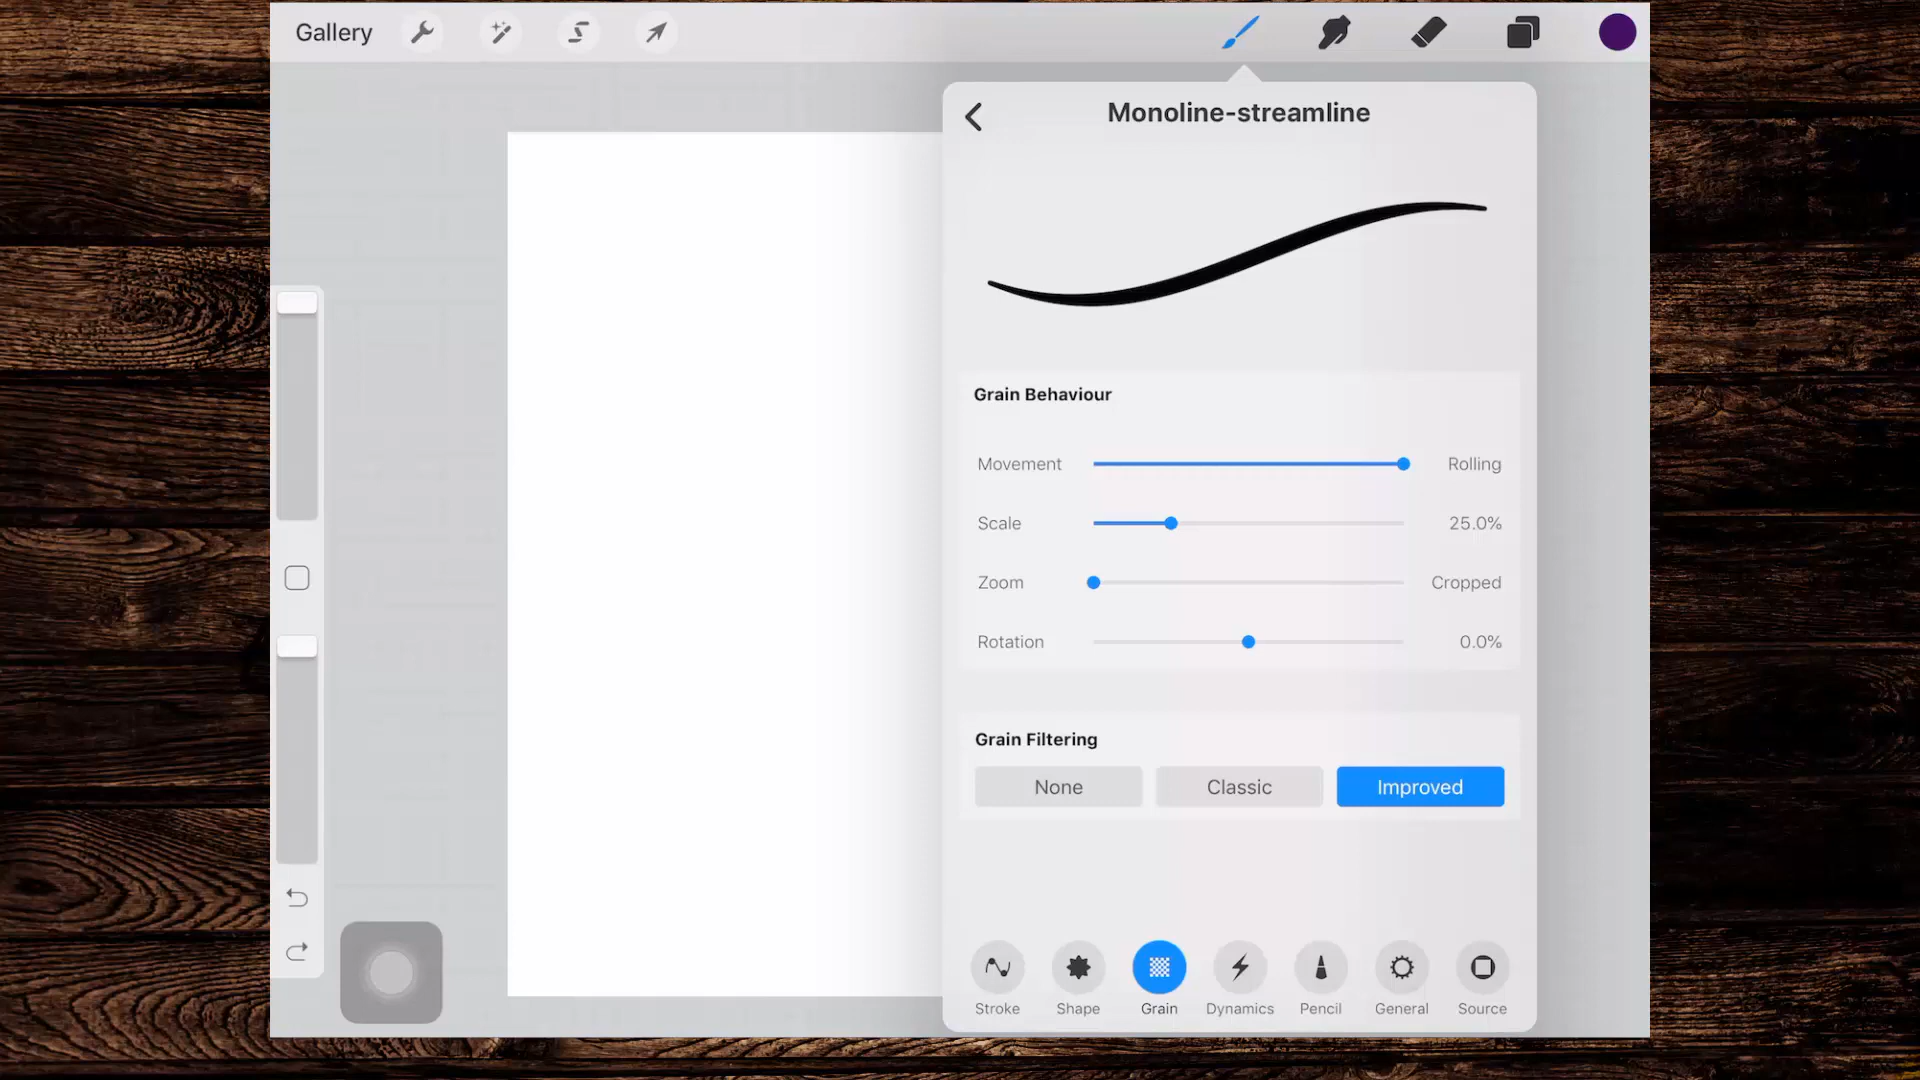 Gallery
Monoline-streamline
Grain Behaviour
Movement Rolling
Scale 25.0%
Zoom Cropped
Rotation 0.0%
Grain Filtering
None Classic Improved
Stroke Shape Grain Dynamics Pencil General Source